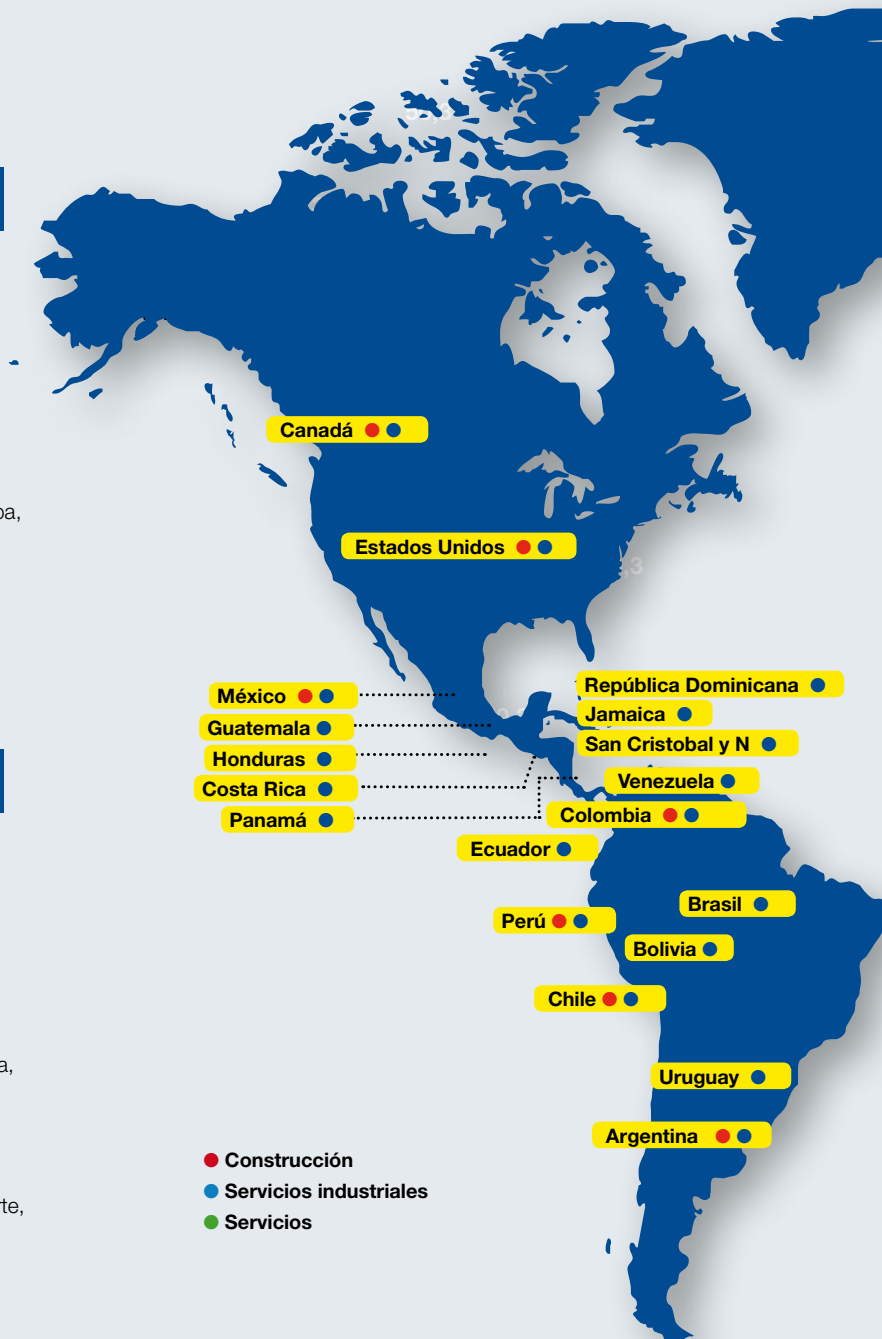 Canadá
Estados Unidos
México
Guatemala
Honduras
Costa Rica
Panamá
República Dominicana
Jamaica
San Cristobal y N
Venezuela
Colombia
Ecuador
Brasil
Perú
Bolivia
Chile
Uruguay
Argentina
Construcción
Servicios industriales
Servicios